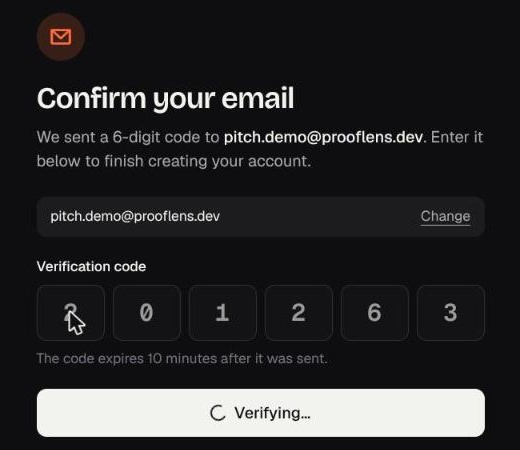 Confirm your email
We sent a 6-digit code to pitch.demo@prooflens.dev. Enter it
below to finish creating your account.
pitch.demo@prooflens.dev Change
Verification code
0 1 2 6 3
The code expires 10 minutes after it was sent.
Verifying...